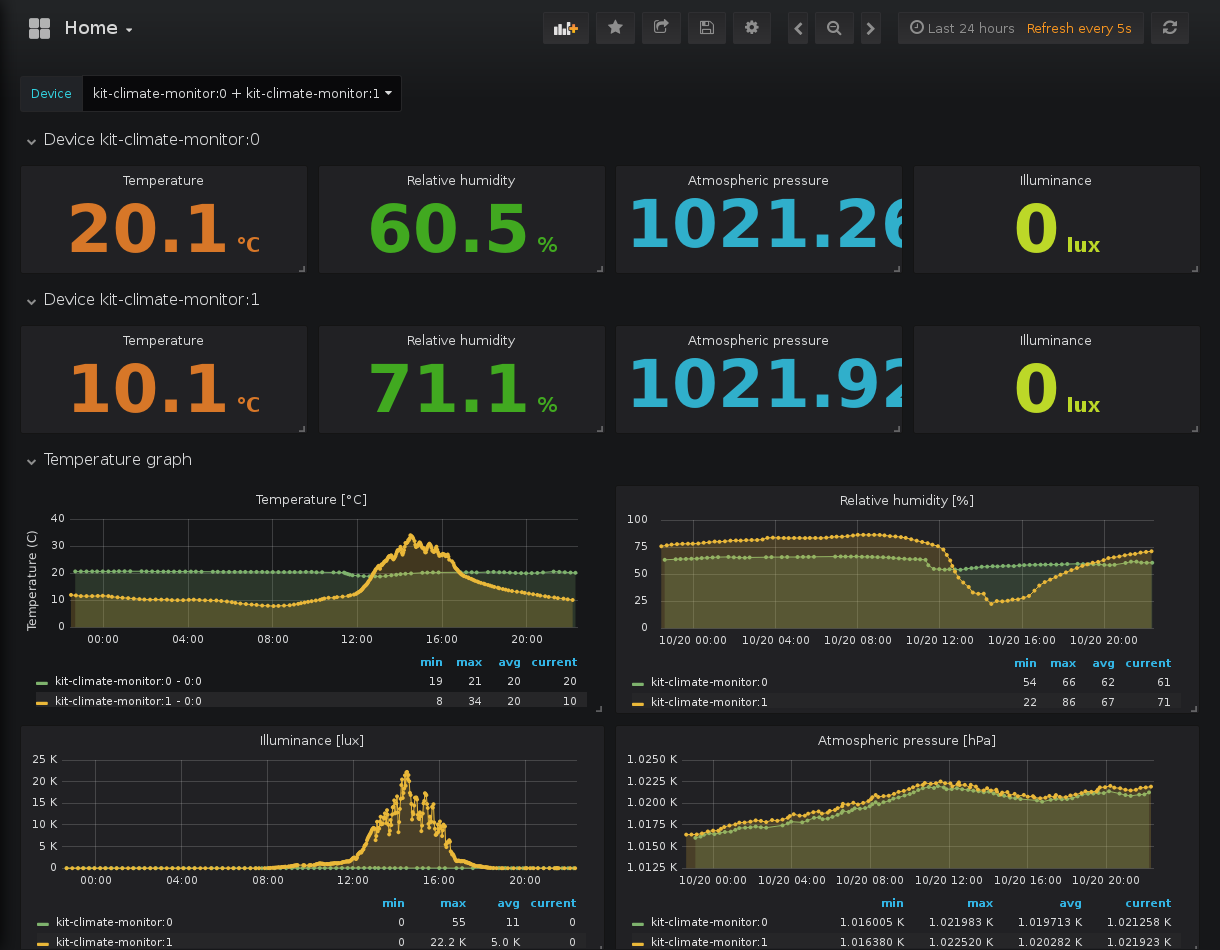 Home
Last 24 hours Refresh every 5s
Device kit-climate-monitor:0 + kit-climate-monitor:1
Device kit-climate-monitor:0
Temperature Relative humidity Atmospheric pressure Illuminance
20.1 °C 60.5 % 1021.26 0 lux
Device kit-climate-monitor:1
Temperature Relative humidity Atmospheric pressure Illuminance
10.1 °C 71.1 % 1021.92 0 lux
Temperature graph
Temperature [°C]
Temperature (C)
40
30
20
10
0
00:00 04:00 08:00 12:00 16:00 20:00
min max avg current
kit-climate-monitor:0 - 0:0 19 21 20 20
kit-climate-monitor:1 - 0:0 8 34 20 10
Relative humidity [%]
100
75
50
25
0
10/20 00:00 10/20 04:00 10/20 08:00 10/20 12:00 10/20 16:00 10/20 20:00
min max avg current
kit-climate-monitor:0 54 66 62 61
kit-climate-monitor:1 22 86 67 71
Illuminance [lux]
25 K
20 K
15 K
10 K
5 K
0
00:00 04:00 08:00 12:00 16:00 20:00
min max avg current
kit-climate-monitor:0 0 55 11 0
kit-climate-monitor:1 0 22.2 K 5.0 K 0
Atmospheric pressure [hPa]
1.0250 K
1.0225 K
1.0200 K
1.0175 K
1.0150 K
1.0125 K
10/20 00:00 10/20 04:00 10/20 08:00 10/20 12:00 10/20 16:00 10/20 20:00
min max avg current
kit-climate-monitor:0 1.016005 K 1.021983 K 1.019713 K 1.021258 K
kit-climate-monitor:1 1.016380 K 1.022520 K 1.020282 K 1.021923 K